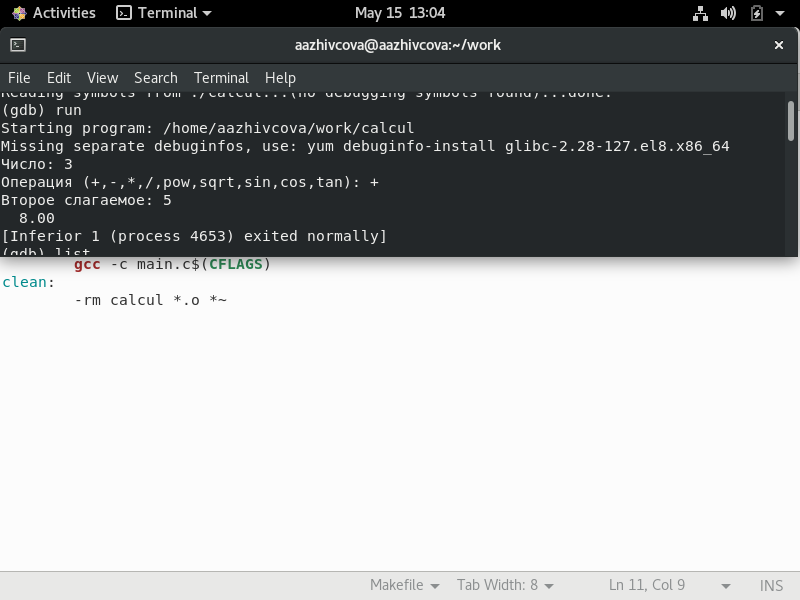 Activities Terminal May 15 13:04
aazhivcova@aazhivcova:~/work
File Edit View Search Terminal Help
Reading symbols from ./calcul...(no debugging symbols found)...done.
(gdb) run
Starting program: /home/aazhivcova/work/calcul
Missing separate debuginfos, use: yum debuginfo-install glibc-2.28-127.el8.x86_64
Число: 3
Операция (+,-,*,/,pow,sqrt,sin,cos,tan): +
Второе слагаемое: 5
8.00
[Inferior 1 (process 4653) exited normally]
(gdb) list
gcc -c main.c$(CFLAGS)
clean:
-rm calcul *.o *~
Makefile Tab Width: 8 Ln 11, Col 9 INS